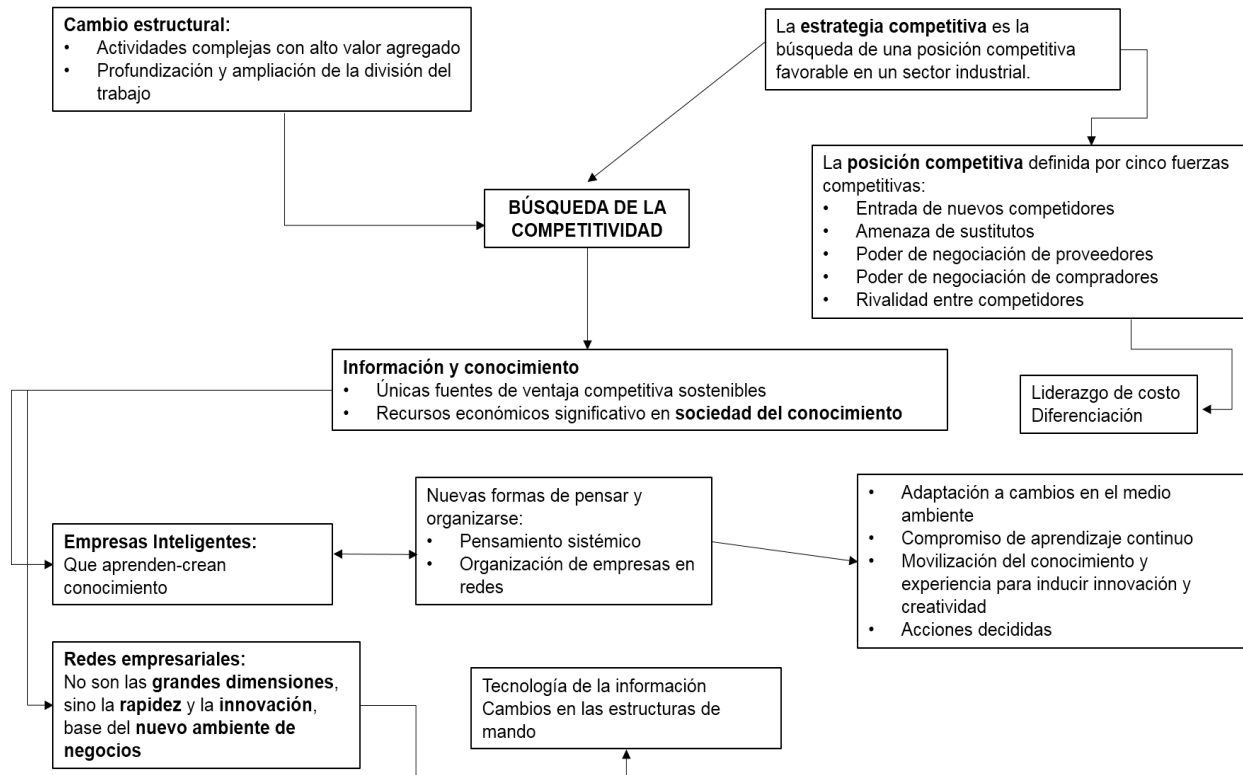 Cambio estructural:
• Actividades complejas con alto valor agregado
• Profundización y ampliación de la división del
trabajo
La estrategia competitiva es la
búsqueda de una posición competitiva
favorable en un sector industrial.
La posición competitiva definida por cinco fuerzas
competitivas:
• Entrada de nuevos competidores
• Amenaza de sustitutos
• Poder de negociación de proveedores
• Poder de negociación de compradores
• Rivalidad entre competidores
BÚSQUEDA DE LA
COMPETITIVIDAD
Información y conocimiento
• Únicas fuentes de ventaja competitiva sostenibles
• Recursos económicos significativo en sociedad del conocimiento
Liderazgo de costo
Diferenciación
Empresas Inteligentes:
Que aprenden-crean
conocimiento
Nuevas formas de pensar y
organizarse:
• Pensamiento sistémico
• Organización de empresas en
redes
• Adaptación a cambios en el medio
ambiente
• Compromiso de aprendizaje continuo
• Movilización del conocimiento y
experiencia para inducir innovación y
creatividad
• Acciones decididas
Redes empresariales:
No son las grandes dimensiones,
sino la rapidez y la innovación,
base del nuevo ambiente de
negocios
Tecnología de la información
Cambios en las estructuras de
mando